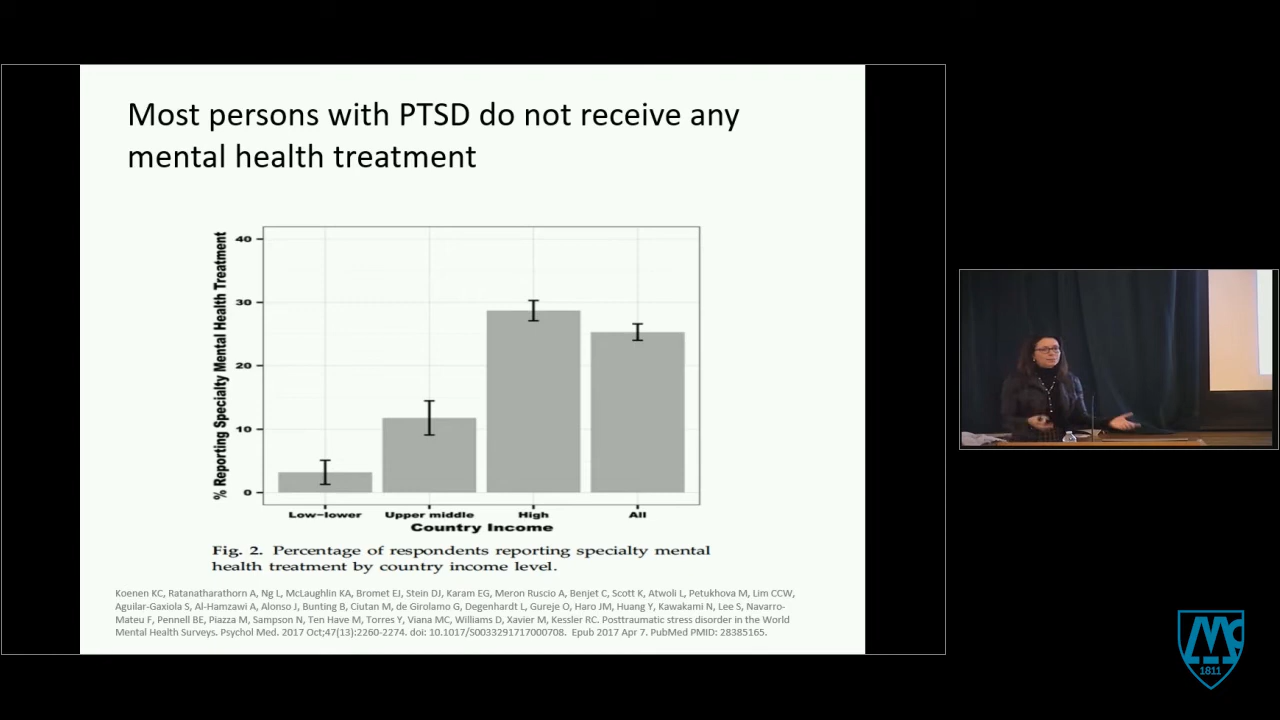 Most persons with PTSD do not receive any
mental health treatment
% Reporting Specialty Mental Health Treatment
40
30
20
10
0
Low−lower
Upper middle
High
All
Country Income
Fig. 2. Percentage of respondents reporting specialty mental
health treatment by country income level.
Koenen KC, Ratanatharathorn A, Ng L, McLaughlin KA, Bromet EJ, Stein DJ, Karam EG, Meron Ruscio A, Benjet C, Scott K, Atwoli L, Petukhova M, Lim CCW,
Aguilar-Gaxiola S, Al-Hamzawi A, Alonso J, Bunting B, Ciutan M, de Girolamo G, Degenhardt L, Gureje O, Haro JM, Huang Y, Kawakami N, Lee S, Navarro-
Mateu F, Pennell BE, Piazza M, Sampson N, Ten Have M, Torres Y, Viana MC, Williams D, Xavier M, Kessler RC. Posttraumatic stress disorder in the World
Mental Health Surveys. Psychol Med. 2017 Oct;47(13):2260-2274. doi: 10.1017/S0033291717000708. Epub 2017 Apr 7. PubMed PMID: 28385165.
1811